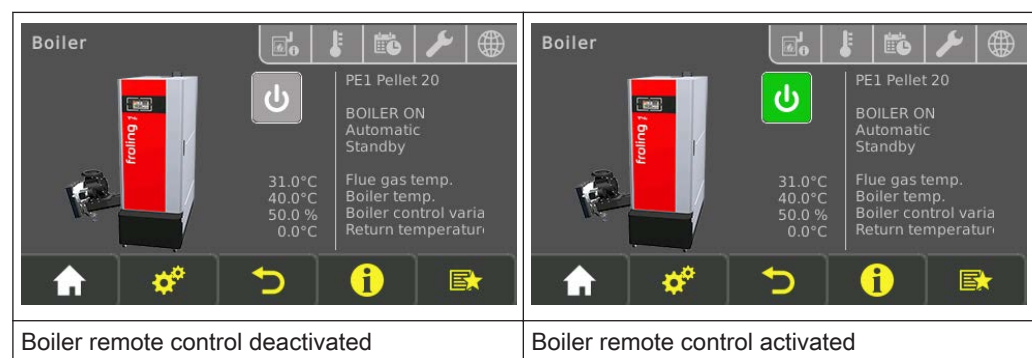 Boiler
PE1 Pellet 20
BOILER ON
Automatic
Standby
froling
31.0°C Flue gas temp.
40.0°C Boiler temp.
50.0 % Boiler control varia
0.0°C Return temperatur
Boiler remote control deactivated
Boiler
PE1 Pellet 20
BOILER ON
Automatic
Standby
froling
31.0°C Flue gas temp.
40.0°C Boiler temp.
50.0 % Boiler control varia
0.0°C Return temperatur
Boiler remote control activated